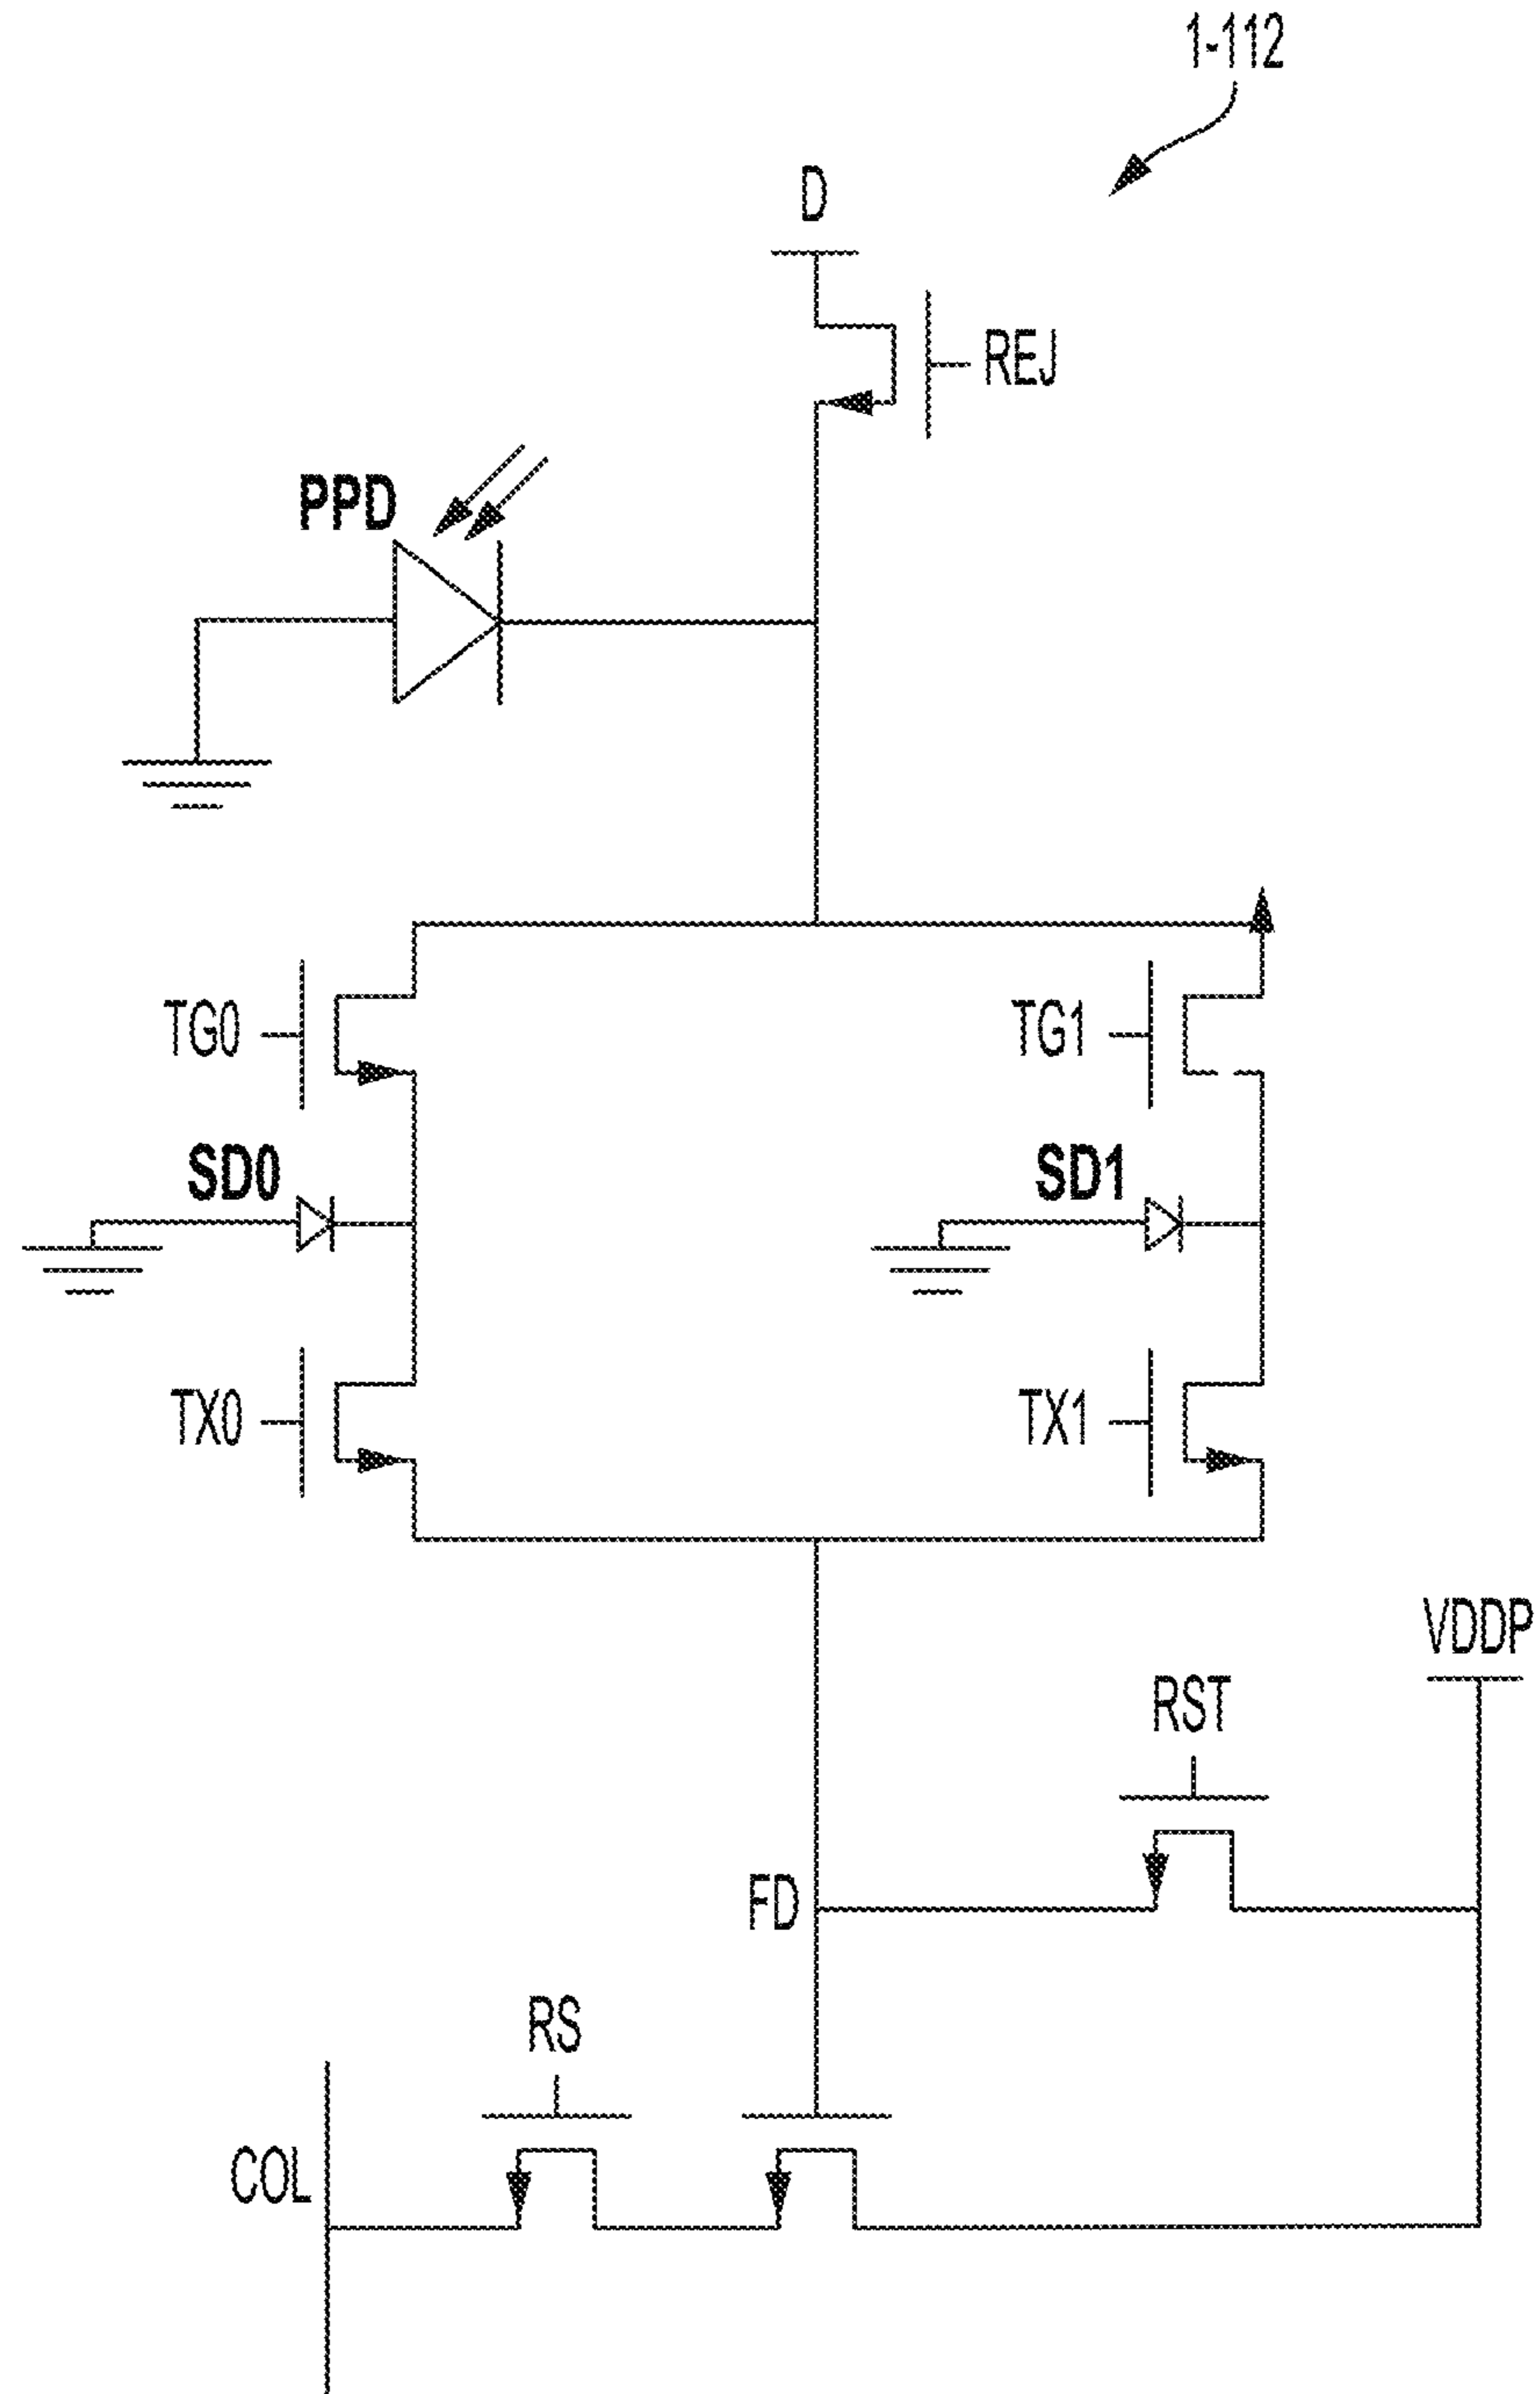 1-112
D
REJ
PPD
TG0
TG1
SD0
SD1
TX0
TX1
VDDP
RST
FD
RS
COL